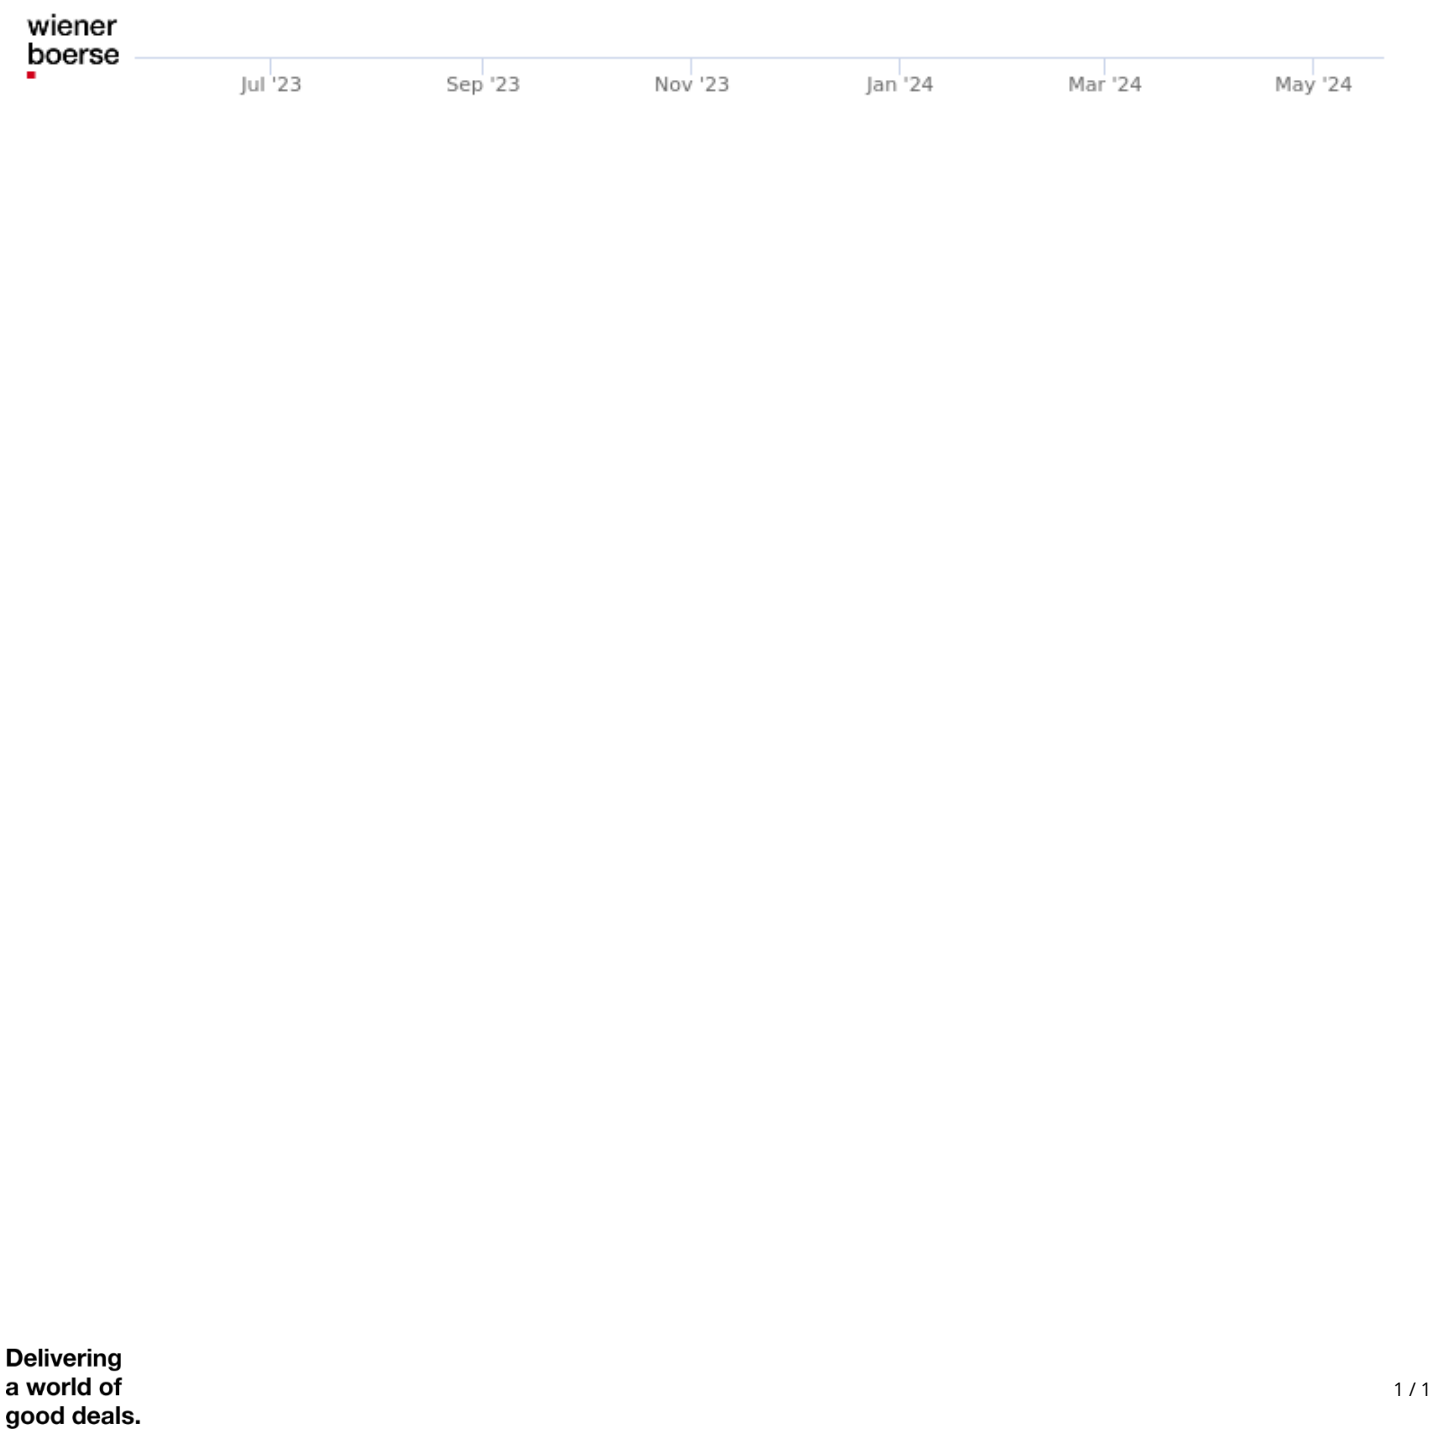 wiener
boerse
Jul '23 Sep '23 Nov '23 Jan '24 Mar '24 May '24
Delivering
a world of
good deals.
1 / 1